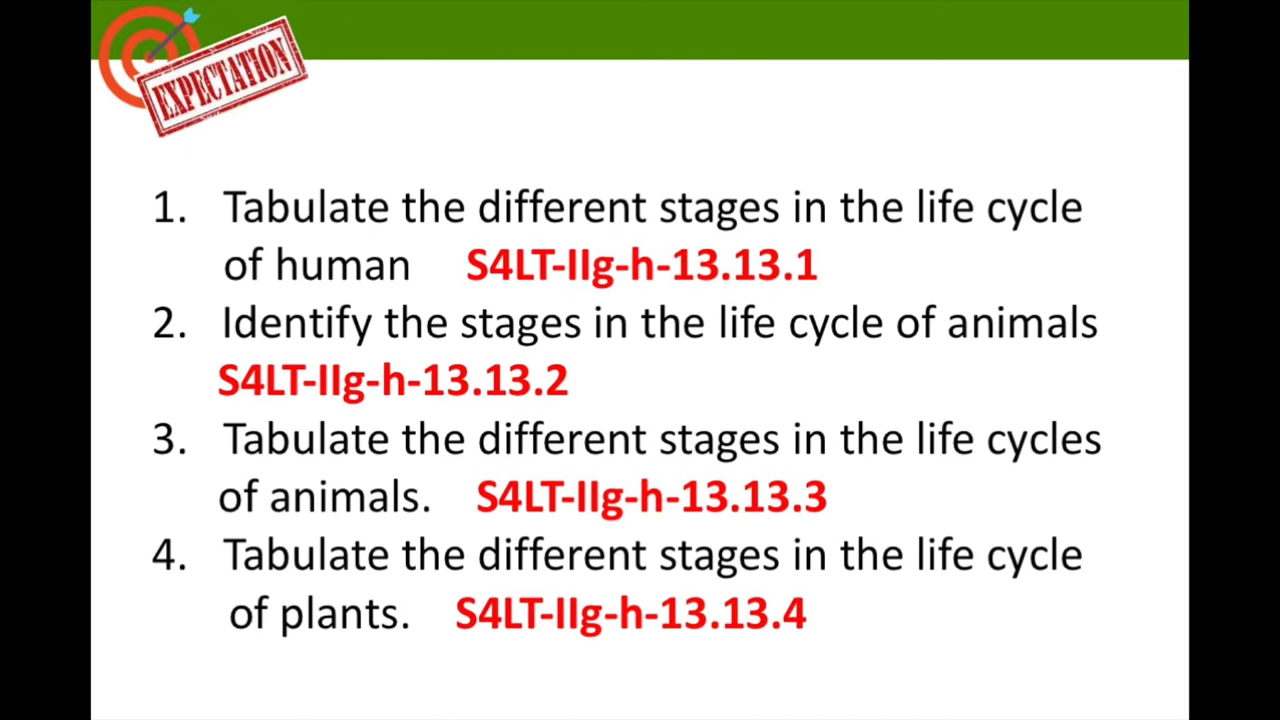 EXPECTATION
1. Tabulate the different stages in the life cycle
of human S4LT-IIg-h-13.13.1
2. Identify the stages in the life cycle of animals
S4LT-IIg-h-13.13.2
3. Tabulate the different stages in the life cycles
of animals. S4LT-IIg-h-13.13.3
4. Tabulate the different stages in the life cycle
of plants. S4LT-IIg-h-13.13.4